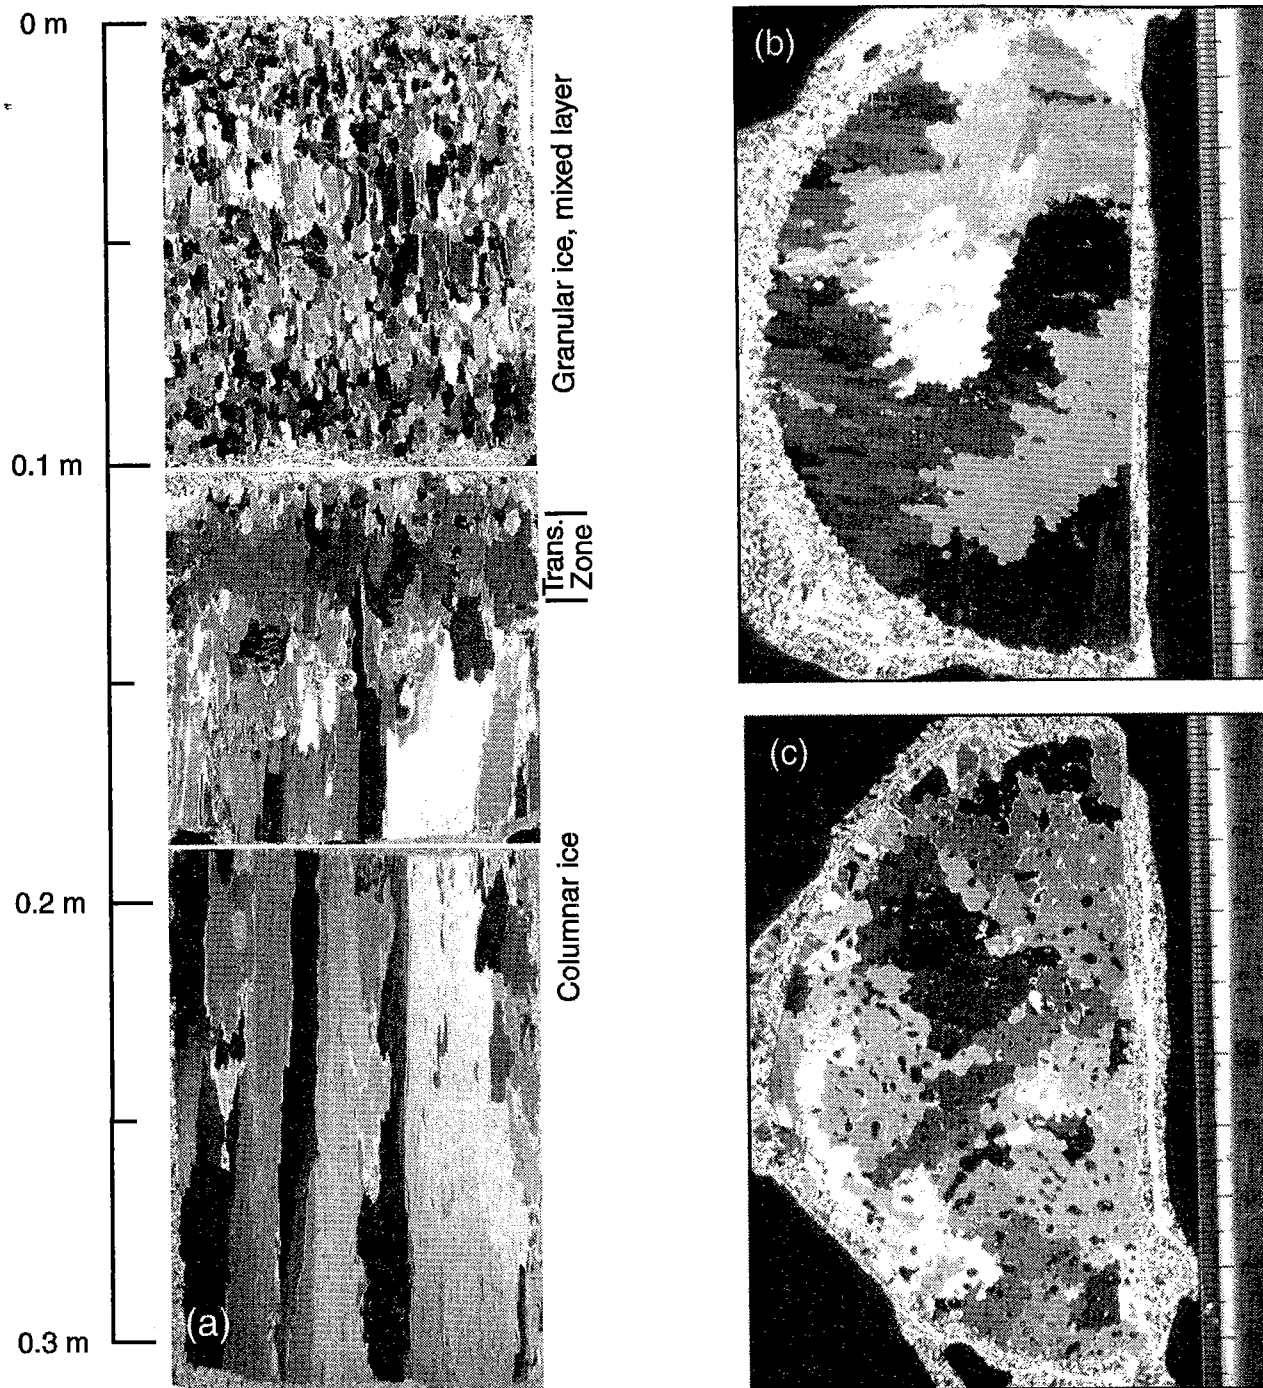 0 m
0.1 m
0.2 m
0.3 m
Granular ice, mixed layer
Trans.
Zone
Columnar ice
(a)
(b)
(c)